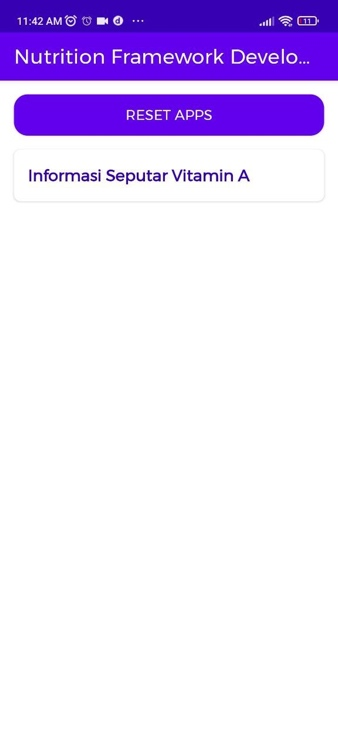 11:42 AM
11
Nutrition Framework Develo...
RESET APPS
Informasi Seputar Vitamin A